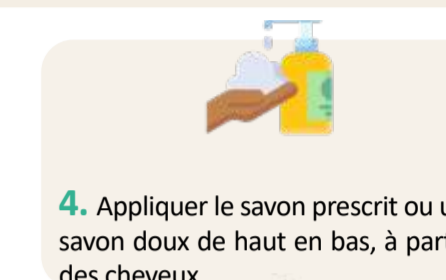 4. Appliquer le savon prescrit ou
savon doux de haut en bas, à
des cheveux